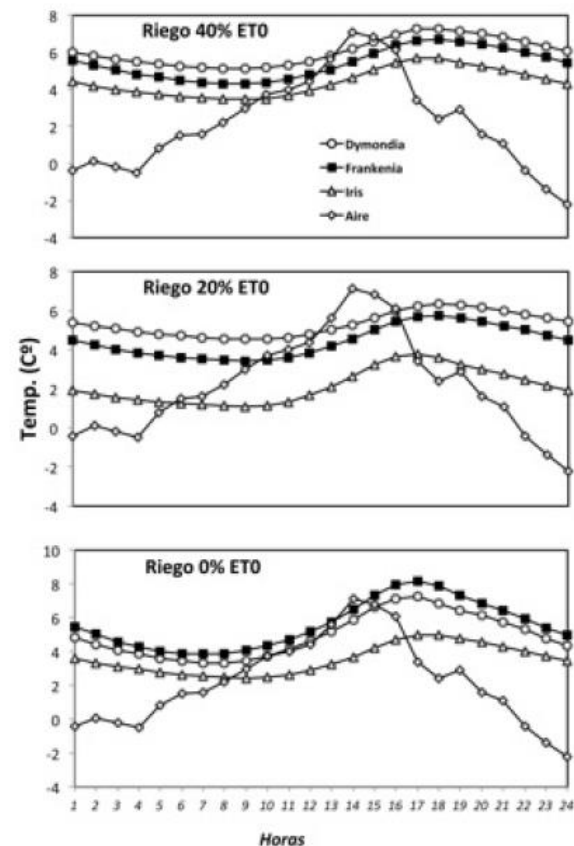 Riego 40% ET0
8
6
4
2
0
-2
-4
Dymondia
Frankenia
Iris
Aire
Riego 20% ET0
8
6
4
2
0
-2
-4
Temp. (Cº)
Riego 0% ET0
10
8
6
4
2
0
-2
-4
1 2 3 4 5 6 7 8 9 10 11 12 13 14 15 16 17 18 19 20 21 22 23 24
Horas